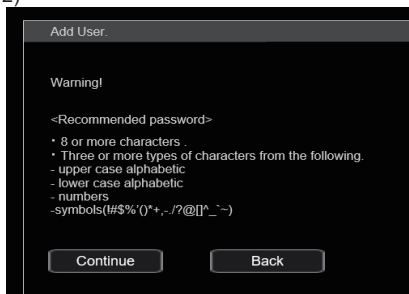 2)
Add User.
Warning!
<Recommended password>
・8 or more characters .
・Three or more types of characters from the following.
- upper case alphabetic
- lower case alphabetic
- numbers
-symbols(!#$%'()*+,-./?@[]^_`~)
Continue Back